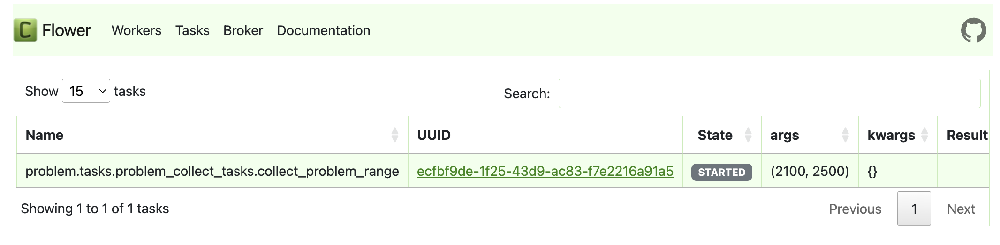 C Flower Workers Tasks Broker Documentation
Show 15 tasks Search:
Name UUID State args kwargs Result
problem.tasks.problem_collect_tasks.collect_problem_range ecfbf9de-1f25-43d9-ac83-f7e2216a91a5 STARTED (2100, 2500) {}
Showing 1 to 1 of 1 tasks Previous 1 Next